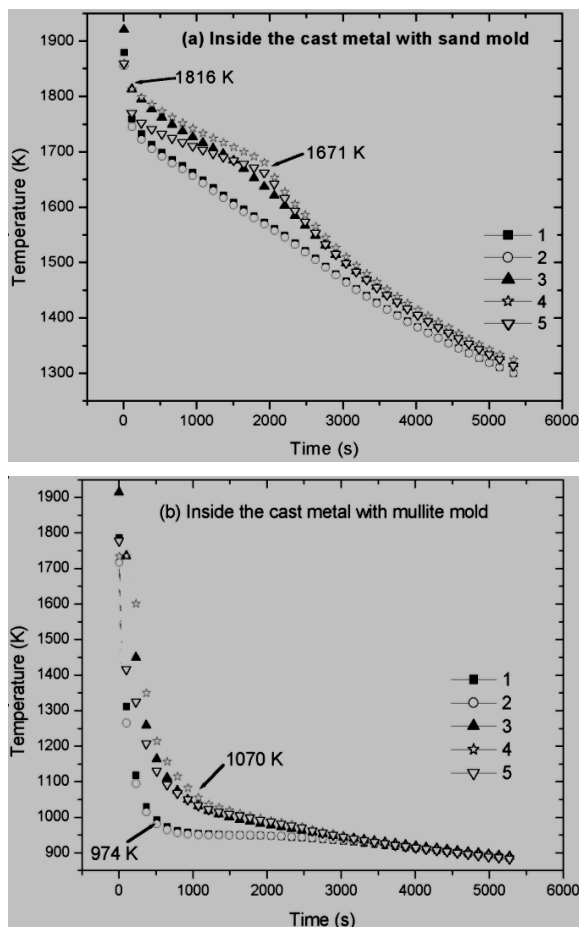 (a) Inside the cast metal with sand mold
1900
1800
1700
1600
1500
1400
1300
Temperature (K)
1816 K
1671 K
1
2
3
4
5
0 1000 2000 3000 4000 5000 6000
Time (s)
(b) Inside the cast metal with mullite mold
1900
1800
1700
1600
1500
1400
1300
1200
1100
1000
950
900
Temperature (K)
1070 K
974 K
1
2
3
4
5
0 1000 2000 3000 4000 5000 6000
Time (s)